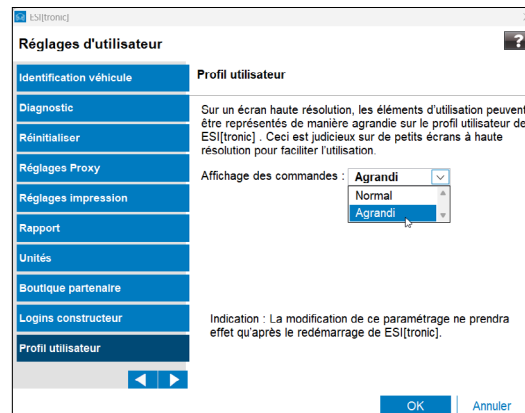 ESI[tronic]
Réglages d'utilisateur
?
Identification véhicule
Diagnostic
Réinitialiser
Réglages Proxy
Réglages impression
Rapport
Unités
Boutique partenaire
Logins constructeur
Profil utilisateur
Profil utilisateur
Sur un écran haute résolution, les éléments d'utilisation peuvent
être représentés de manière agrandie sur le profil utilisateur de
ESI[tronic] . Ceci est judicieux sur de petits écrans à haute
résolution pour faciliter l'utilisation.
Affichage des commandes : Agrandi
Normal
Agrandi
Indication : La modification de ce paramétrage ne prendra
effet qu'après le redémarrage de ESI[tronic].
OK Annuler